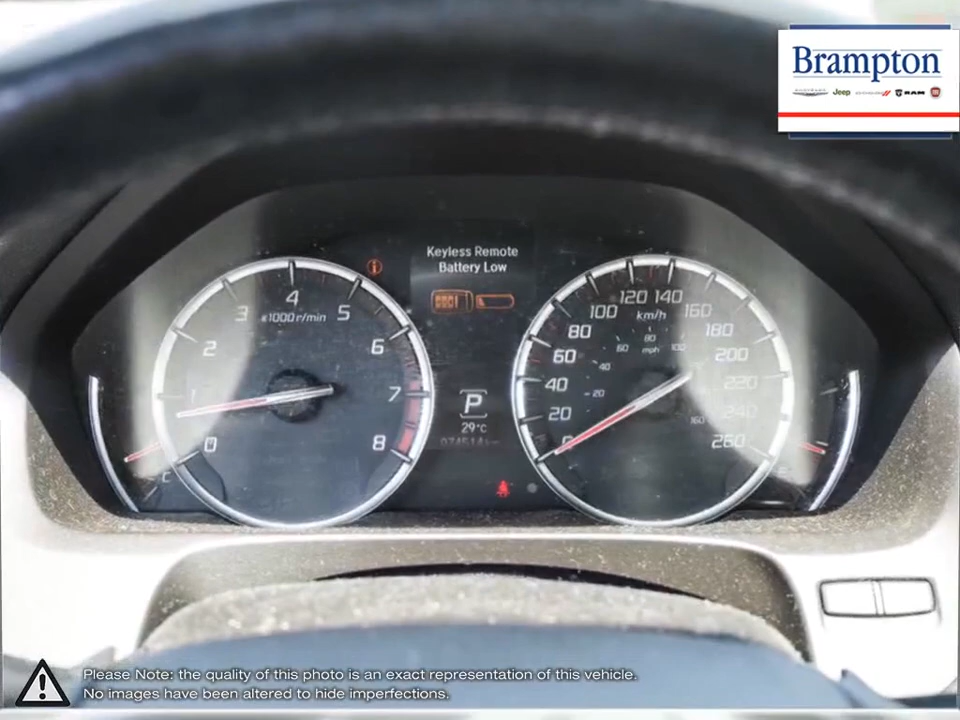 Brampton
Jeep
RAM
Keyless Remote
Battery Low
0 1 2 3 4 5 6 7 8
x1000r/min
20 40 60 80 100 120 140 160 180 200 220 240 260
km/h
20 40 60 80 100 160
mph
P
29°C
074514km
C
Please Note: the quality of this photo is an exact representation of this vehicle.
No images have been altered to hide imperfections.